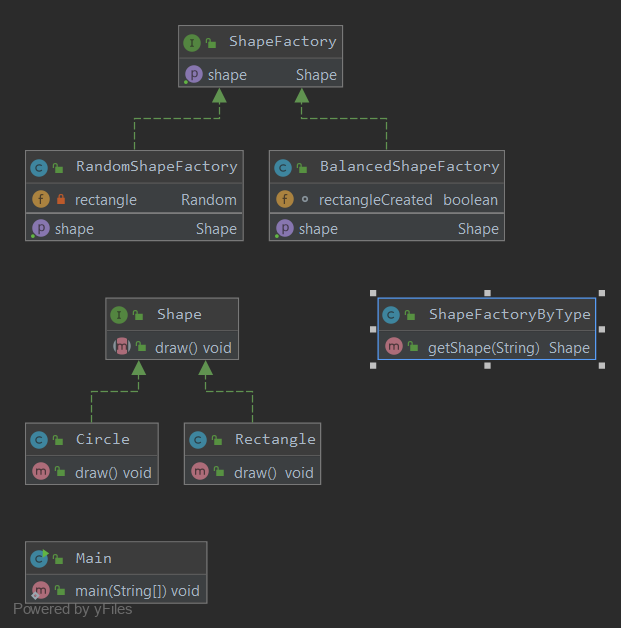 I ShapeFactory
p shape Shape
C RandomShapeFactory
f rectangle Random
p shape Shape
C BalancedShapeFactory
f rectangleCreated boolean
p shape Shape
I Shape
m draw() void
C ShapeFactoryByType
m getShape(String) Shape
C Circle
m draw() void
C Rectangle
m draw() void
C Main
m main(String[]) void
Powered by yFiles